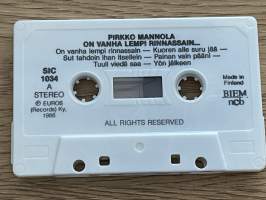 PIRKKO MANNOLA
ON VANHA LEMPI RINNASSAIN...
On vanha lempi rinnassain — Kuoren alle suru jää —
Sut tahdoin ihan itsellein — Painan vain pääni —
Tuuli viedä saa — Yön jälkeen
SIC
1034
A
STEREO
Made in
Finland
BIEM
ncb
℗ EUROS
(Records) Ky,
1986
ALL RIGHTS RESERVED